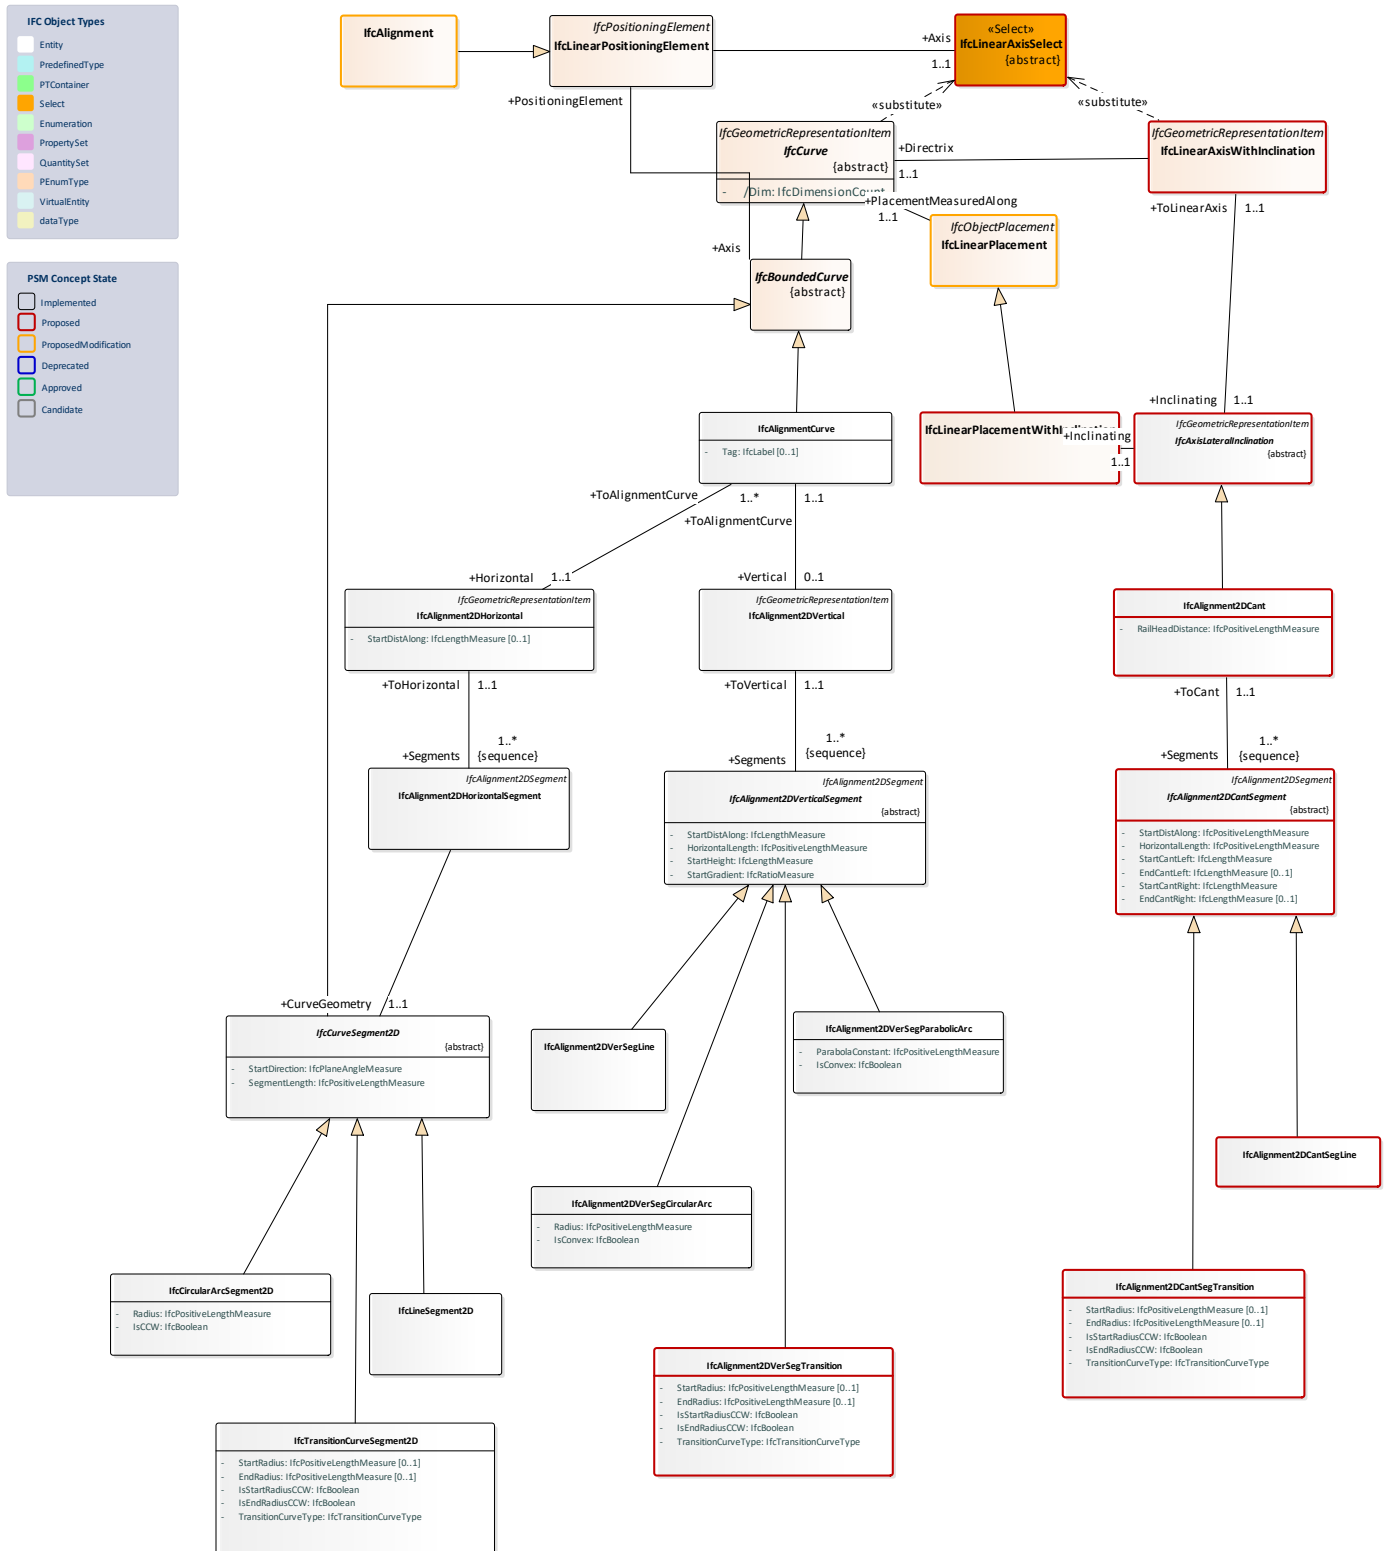 IFC Object Types
Entity
PredefinedType
PTContainer
Select
Enumeration
PropertySet
QuantitySet
PEnumType
VirtualEntity
dataType
PSM Concept State
Implemented
Proposed
ProposedModification
Deprecated
Approved
Candidate
IfcAlignment
IfcPositioningElement
IfcLinearPositioningElement
+Axis
1..1
«Select»
IfcLinearAxisSelect
{abstract}
+PositioningElement
«substitute»
«substitute»
IfcGeometricRepresentationItem
IfcCurve
{abstract}
- /Dim: IfcDimensionCount
+Directrix
1..1
IfcGeometricRepresentationItem
IfcLinearAxisWithInclination
+PlacementMeasuredAlong
1..1
+ToLinearAxis 1..1
IfcObjectPlacement
IfcLinearPlacement
+Axis
IfcBoundedCurve
{abstract}
+Inclinating 1..1
IfcAlignmentCurve
- Tag: IfcLabel [0..1]
IfcLinearPlacementWithInclination
+Inclinating
1..1
IfcGeometricRepresentationItem
IfcAxisLateralInclination
{abstract}
+ToAlignmentCurve 1..*
1..1
+ToAlignmentCurve
+Horizontal 1..1
+Vertical 0..1
IfcGeometricRepresentationItem
IfcAlignment2DHorizontal
- StartDistAlong: IfcLengthMeasure [0..1]
IfcGeometricRepresentationItem
IfcAlignment2DVertical
IfcAlignment2DCant
- RailHeadDistance: IfcPositiveLengthMeasure
+ToHorizontal 1..1
+ToVertical 1..1
+ToCant 1..1
+Segments 1..*
{sequence}
+Segments 1..*
{sequence}
+Segments 1..*
{sequence}
IfcAlignment2DSegment
IfcAlignment2DHorizontalSegment
IfcAlignment2DSegment
IfcAlignment2DVerticalSegment
{abstract}
- StartDistAlong: IfcLengthMeasure
- HorizontalLength: IfcPositiveLengthMeasure
- StartHeight: IfcLengthMeasure
- StartGradient: IfcRatioMeasure
IfcAlignment2DSegment
IfcAlignment2DCantSegment
{abstract}
- StartDistAlong: IfcPositiveLengthMeasure
- HorizontalLength: IfcPositiveLengthMeasure
- StartCantLeft: IfcLengthMeasure
- EndCantLeft: IfcLengthMeasure [0..1]
- StartCantRight: IfcLengthMeasure
- EndCantRight: IfcLengthMeasure [0..1]
+CurveGeometry 1..1
IfcCurveSegment2D
{abstract}
- StartDirection: IfcPlaneAngleMeasure
- SegmentLength: IfcPositiveLengthMeasure
IfcAlignment2DVerSegLine
IfcAlignment2DVerSegParabolicArc
- ParabolaConstant: IfcPositiveLengthMeasure
- IsConvex: IfcBoolean
IfcAlignment2DCantSegLine
IfcAlignment2DVerSegCircularArc
- Radius: IfcPositiveLengthMeasure
- IsConvex: IfcBoolean
IfcCircularArcSegment2D
- Radius: IfcPositiveLengthMeasure
- IsCCW: IfcBoolean
IfcLineSegment2D
IfcAlignment2DCantSegTransition
- StartRadius: IfcPositiveLengthMeasure [0..1]
- EndRadius: IfcPositiveLengthMeasure [0..1]
- IsStartRadiusCCW: IfcBoolean
- IsEndRadiusCCW: IfcBoolean
- TransitionCurveType: IfcTransitionCurveType
IfcAlignment2DVerSegTransition
- StartRadius: IfcPositiveLengthMeasure [0..1]
- EndRadius: IfcPositiveLengthMeasure [0..1]
- IsStartRadiusCCW: IfcBoolean
- IsEndRadiusCCW: IfcBoolean
- TransitionCurveType: IfcTransitionCurveType
IfcTransitionCurveSegment2D
- StartRadius: IfcPositiveLengthMeasure [0..1]
- EndRadius: IfcPositiveLengthMeasure [0..1]
- IsStartRadiusCCW: IfcBoolean
- IsEndRadiusCCW: IfcBoolean
- TransitionCurveType: IfcTransitionCurveType